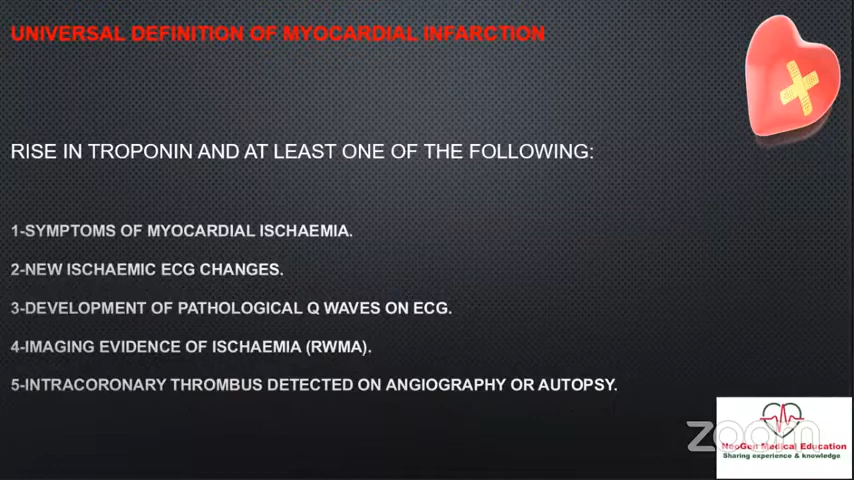 UNIVERSAL DEFINITION OF MYOCARDIAL INFARCTION
RISE IN TROPONIN AND AT LEAST ONE OF THE FOLLOWING:
1-SYMPTOMS OF MYOCARDIAL ISCHAEMIA.
2-NEW ISCHAEMIC ECG CHANGES.
3-DEVELOPMENT OF PATHOLOGICAL Q WAVES ON ECG.
4-IMAGING EVIDENCE OF ISCHAEMIA (RWMA).
5-INTRACORONARY THROMBUS DETECTED ON ANGIOGRAPHY OR AUTOPSY.
zoom
NeoGen Medical Education
Sharing experience & knowledge